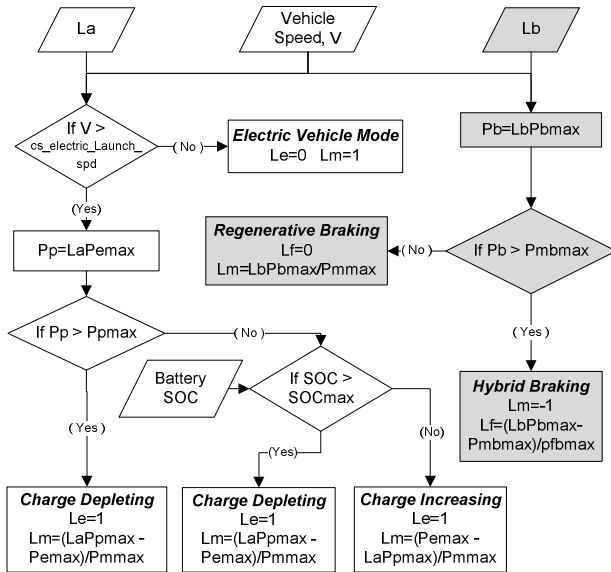 La
Vehicle
Speed, V
Lb
If V >
cs_electric_Launch_
spd
( No )
Electric Vehicle Mode
Le=0 Lm=1
Pb=LbPbmax
(Yes)
Pp=LaPemax
Regenerative Braking
Lf=0
Lm=LbPbmax/Pmmax
( No )
If Pb > Pmbmax
If Pp > Ppmax
( No )
( Yes )
Battery
SOC
If SOC >
SOCmax
Hybrid Braking
Lm=-1
Lf=(LbPbmax-
Pmbmax)/pfbmax
( Yes )
(Yes)
(No)
Charge Depleting
Le=1
Lm=(LaPpmax -
Pemax)/Pmmax
Charge Depleting
Le=1
Lm=(LaPpmax -
Pemax)/Pmmax
Charge Increasing
Le=1
Lm=(Pemax -
LaPpmax)/Pmmax